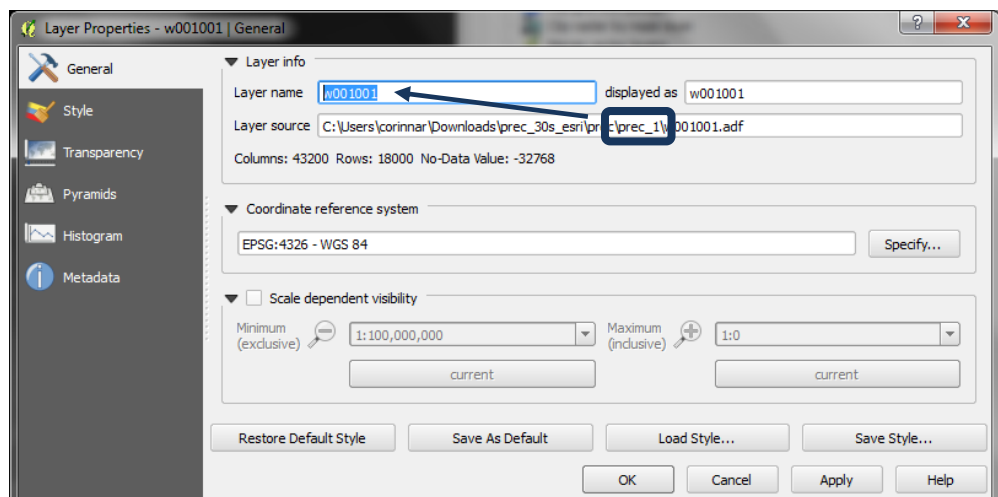 Layer Properties - w001001 | General
General
Style
Transparency
Pyramids
Histogram
Metadata
Layer info
Layer name w001001 displayed as w001001
Layer source C:\Users\corinnar\Downloads\prec_30s_esri\prec\prec_1\w001001.adf
Columns: 43200 Rows: 18000 No-Data Value: -32768
Coordinate reference system
EPSG:4326 - WGS 84 Specify...
Scale dependent visibility
Minimum (exclusive) 1:100,000,000 Maximum (inclusive) 1:0
current current
Restore Default Style Save As Default Load Style... Save Style...
OK Cancel Apply Help